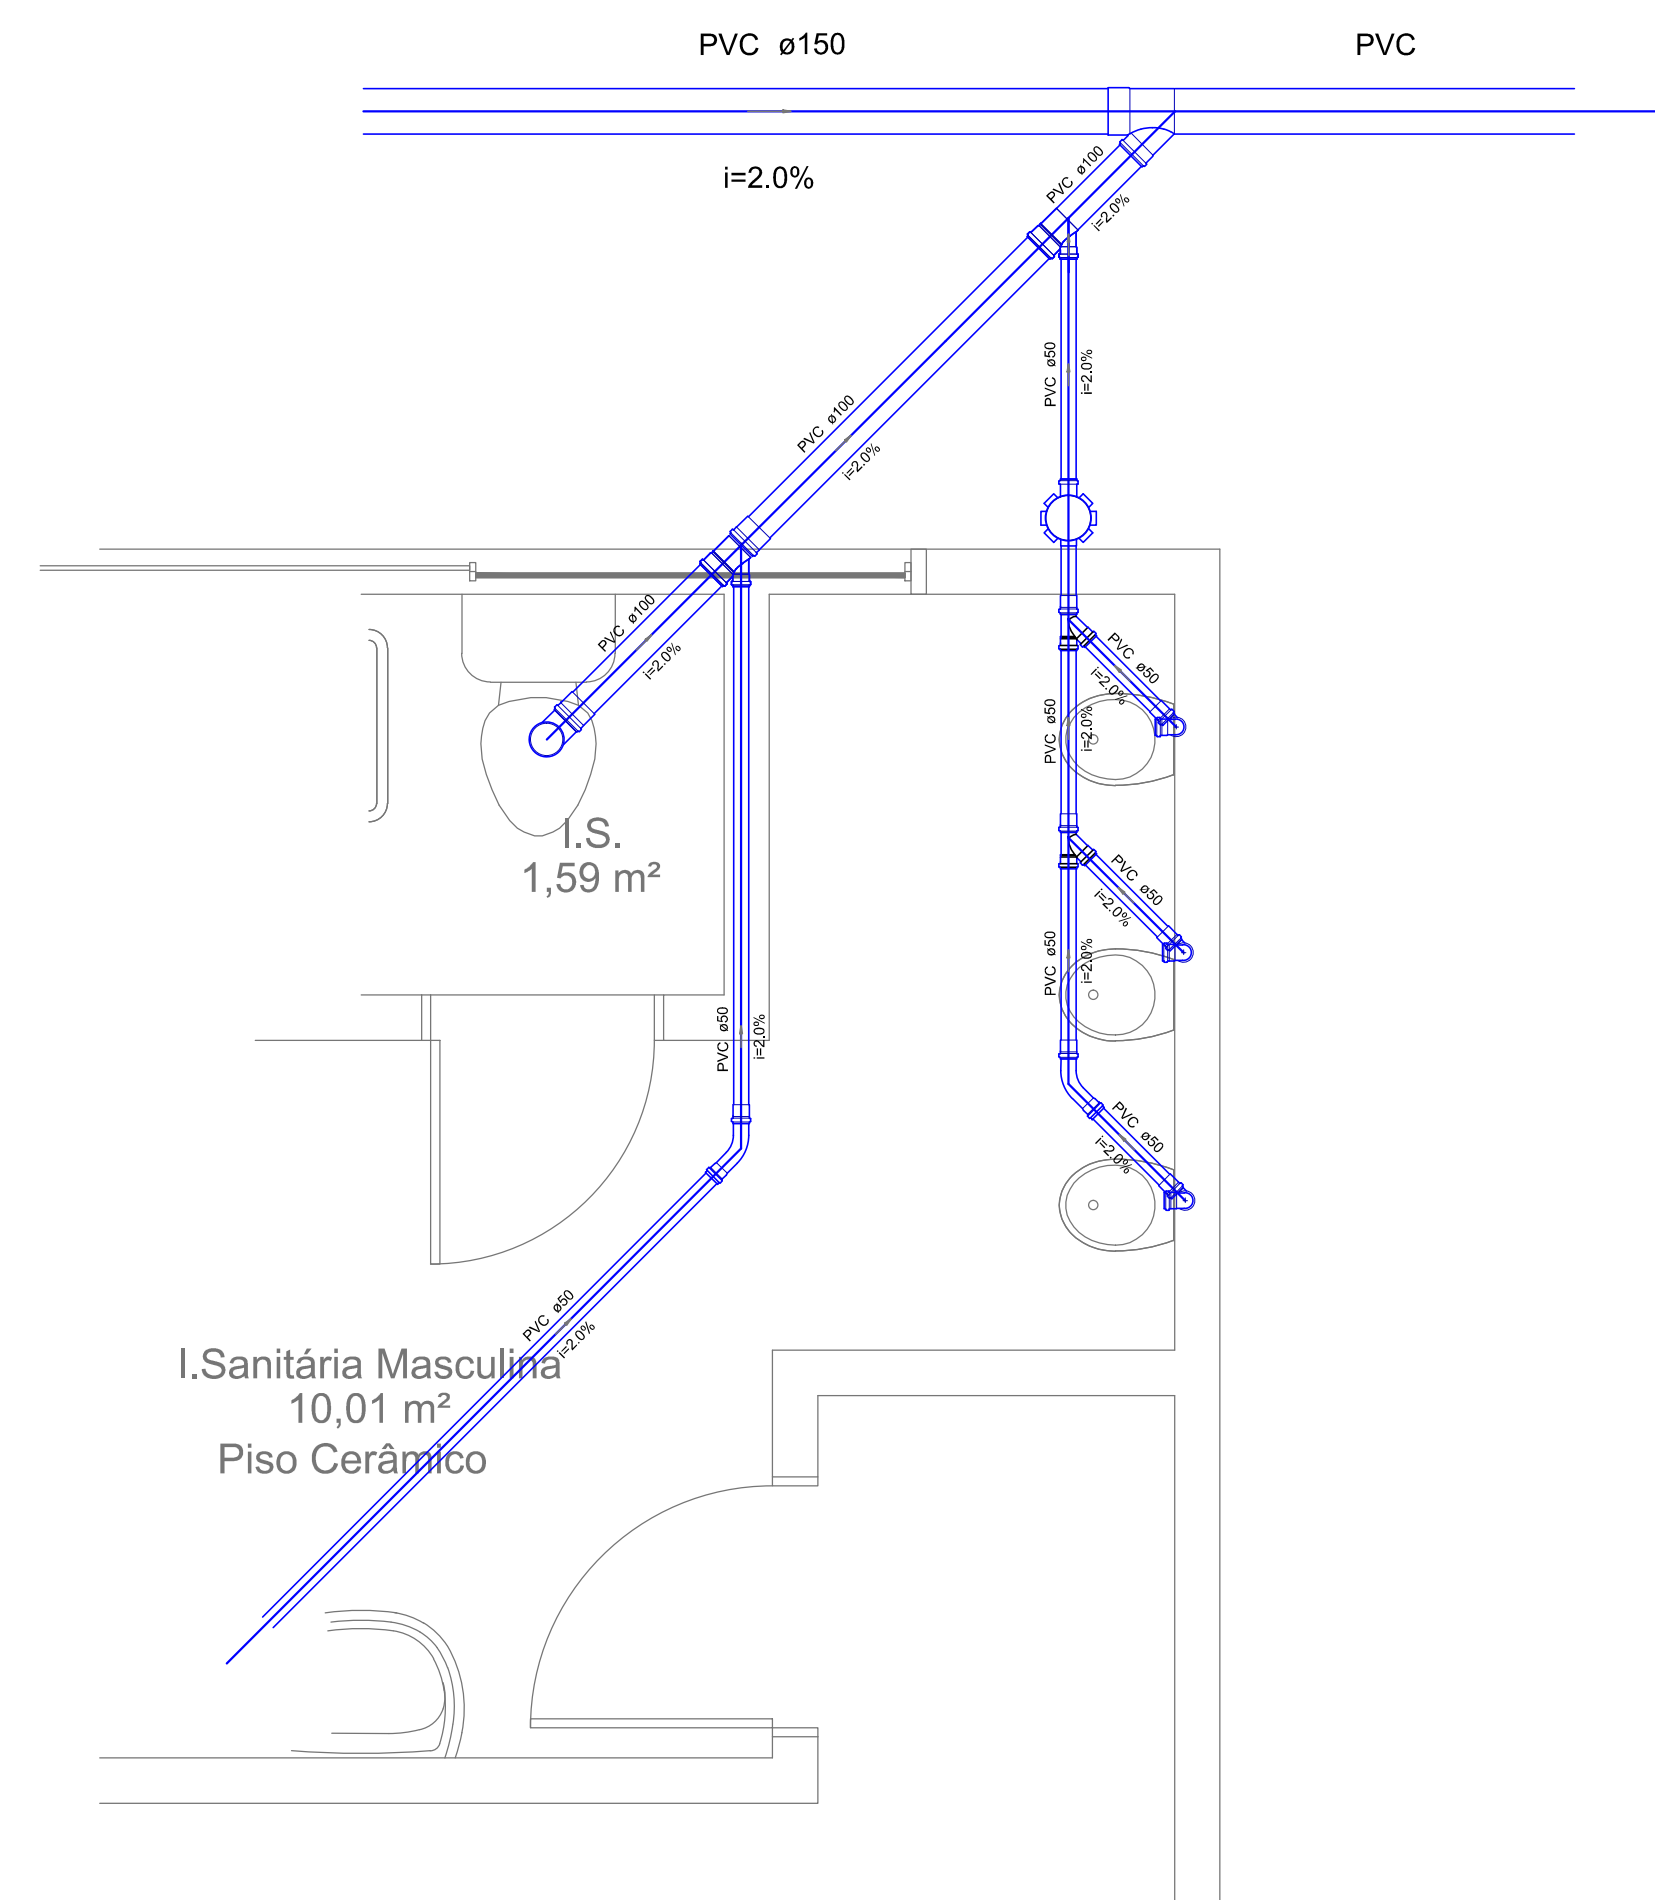 PVC ø150
PVC
i=2.0%
PVC ø100
i=2.0%
PVC ø50
i=2.0%
PVC ø100
i=2.0%
PVC ø100
i=2.0%
PVC ø50
i=2.0%
PVC ø50
i=2.0%
I.S.
1,59 m²
PVC ø50
i=2.0%
PVC ø50
i=2.0%
PVC ø50
i=2.0%
PVC ø50
i=2.0%
PVC ø50
i=2.0%
I.Sanitária Masculina
10,01 m²
Piso Cerâmico